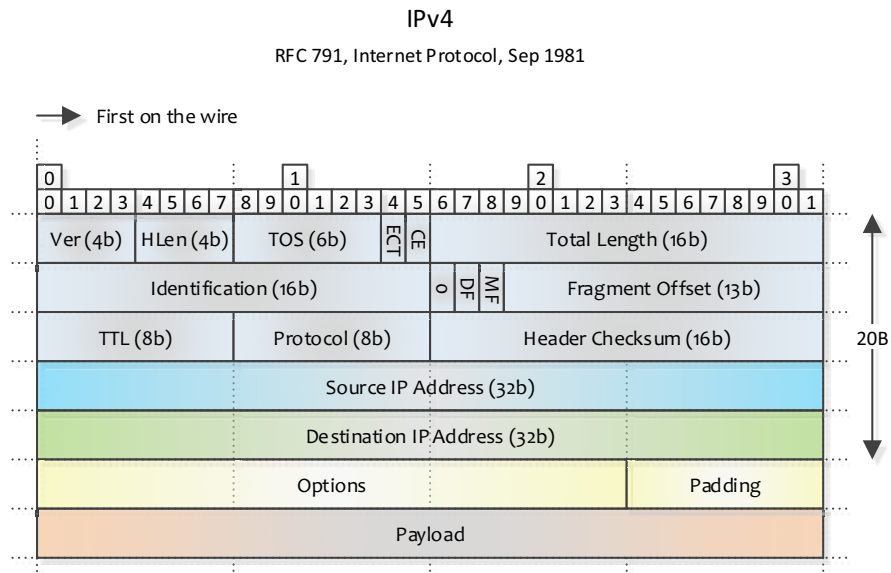 IPv4
RFC 791, Internet Protocol, Sep 1981
First on the wire
0 1 2 3
0 1 2 3 4 5 6 7 8 9 0 1 2 3 4 5 6 7 8 9 0 1 2 3 4 5 6 7 8 9 0 1
Ver (4b) HLen (4b) TOS (6b) ECT CE Total Length (16b)
Identification (16b) 0 DF MF Fragment Offset (13b)
TTL (8b) Protocol (8b) Header Checksum (16b)
20B
Source IP Address (32b)
Destination IP Address (32b)
Options Padding
Payload